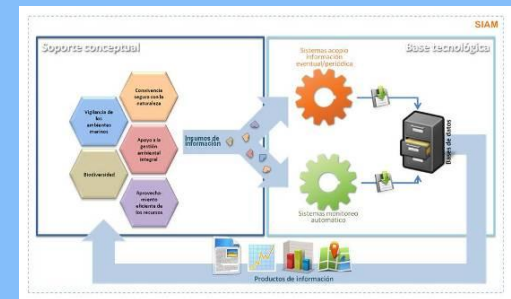 SIAM
Soporte conceptual
Base tecnológica
Convivencia
segura con la
naturaleza
Vigilancia de
los
ambientes
marinos
Apoyo a la
gestión
ambiental
integral
Biodiversidad
Aprovecha-
miento
eficiente de
los recursos
Insumos de
información
Sistemas acopio
información
eventual/periódica
Sistemas monitoreo
automático
Bases de datos
Productos de información